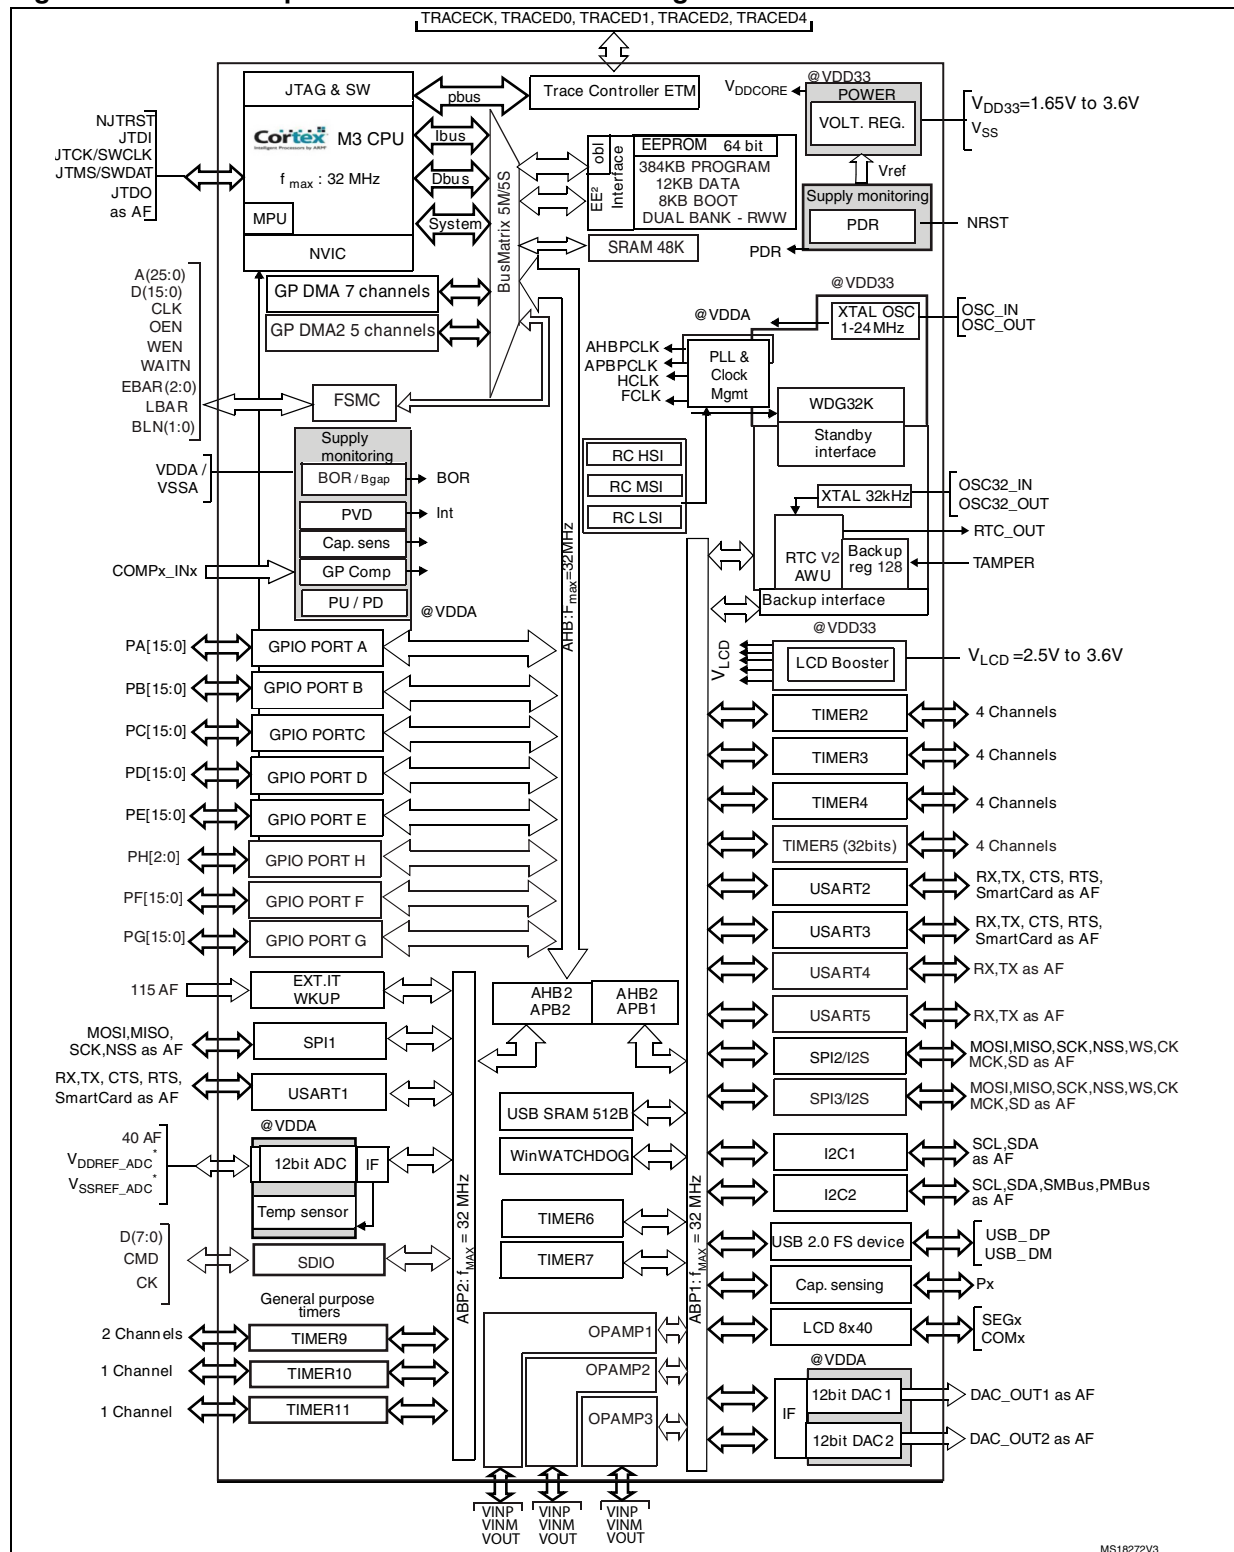 TRACECK, TRACED0, TRACED1, TRACED2, TRACED4
JTAG & SW
pbus
Trace Controller ETM
@VDD33
VDDCORE
POWER
VOLT. REG.
VDD33=1.65V to 3.6V
VSS
NJTRST
JTDI
JTCK/SWCLK
JTMS/SWDAT
JTDO
as AF
Cortex
M3 CPU
fmax : 32 MHz
MPU
NVIC
Ibus
Dbus
System
BusMatrix 5M/5S
obl
EE² Interface
EEPROM 64 bit
384KB PROGRAM
12KB DATA
8KB BOOT
DUAL BANK - RWW
SRAM 48K
Vref
Supply monitoring
PDR
NRST
PDR
A(25:0)
D(15:0)
CLK
OEN
WEN
WAITN
EBAR(2:0)
LBAR
BLN(1:0)
GP DMA 7 channels
GP DMA2 5 channels
FSMC
@VDD33
XTAL OSC
1-24MHz
OSC_IN
OSC_OUT
@VDDA
AHBPCLK
APBPCLK
HCLK
FCLK
PLL &
Clock
Mgmt
WDG32K
Standby
interface
RC HSI
RC MSI
RC LSI
XTAL 32kHz
OSC32_IN
OSC32_OUT
RTC_OUT
RTC V2
AWU
Backup
reg 128
TAMPER
Backup interface
Supply
monitoring
VDDA /
VSSA
BOR / Bgap
BOR
PVD
Int
Cap. sens
COMPx_INx
GP Comp
PU / PD
@VDDA
AHB:Fmax=32MHz
@VDD33
VLCD
LCD Booster
VLCD =2.5V to 3.6V
PA[15:0]
GPIO PORT A
PB[15:0]
GPIO PORT B
PC[15:0]
GPIO PORTC
PD[15:0]
GPIO PORT D
PE[15:0]
GPIO PORT E
PH[2:0]
GPIO PORT H
PF[15:0]
GPIO PORT F
PG[15:0]
GPIO PORT G
TIMER2
4 Channels
TIMER3
4 Channels
TIMER4
4 Channels
TIMER5 (32bits)
4 Channels
USART2
RX,TX, CTS, RTS,
SmartCard as AF
USART3
RX,TX, CTS, RTS,
SmartCard as AF
USART4
RX,TX as AF
USART5
RX,TX as AF
SPI2/I2S
MOSI,MISO,SCK,NSS,WS,CK
MCK,SD as AF
SPI3/I2S
MOSI,MISO,SCK,NSS,WS,CK
MCK,SD as AF
I2C1
SCL,SDA
as AF
I2C2
SCL,SDA,SMBus,PMBus
as AF
USB 2.0 FS device
USB_DP
USB_DM
Cap. sensing
Px
LCD 8x40
SEGx
COMx
@VDDA
IF
12bit DAC1
DAC_OUT1 as AF
12bit DAC2
DAC_OUT2 as AF
115 AF
EXT.IT
WKUP
MOSI,MISO,
SCK,NSS as AF
SPI1
RX,TX, CTS, RTS,
SmartCard as AF
USART1
@VDDA
40 AF
VDDREF_ADC*
VSSREF_ADC*
12bit ADC
IF
Temp sensor
D(7:0)
CMD
CK
SDIO
General purpose
timers
2 Channels
TIMER9
1 Channel
TIMER10
1 Channel
TIMER11
ABP2: fMAX = 32 MHz
AHB2
APB2
AHB2
APB1
USB SRAM 512B
WinWATCHDOG
TIMER6
TIMER7
ABP1: fMAX = 32 MHz
OPAMP1
OPAMP2
OPAMP3
VINP
VINM
VOUT
VINP
VINM
VOUT
VINP
VINM
VOUT
MS18272V3